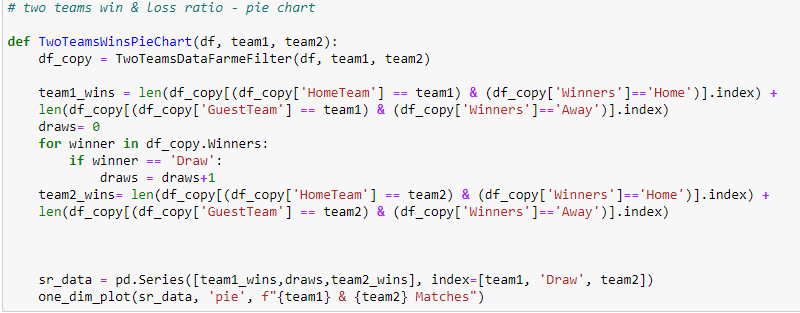 # two teams win & Loss ratio - pie chart
def TwoTeamsWinsPieChart(df, team1, team2):
    df_copy = TwoTeamsDataFarmeFilter(df, team1, team2)
    team1_wins = len(df_copy[(df_copy['HomeTeam'] == team1) & (df_copy['Winners']=='Home')].index) +
    len(df_copy[(df_copy['GuestTeam'] == team1) & (df_copy['Winners']=='Away')].index)
    draws= 0
    for winner in df_copy.Winners:
        if winner == 'Draw':
            draws = draws+1
    team2_wins= len(df_copy[(df_copy['HomeTeam'] == team2) & (df_copy['Winners']=='Home')].index) +
    len(df_copy[(df_copy['GuestTeam'] == team2) & (df_copy['Winners']=='Away')].index)
    sr_data = pd.Series([team1_wins,draws,team2_wins], index=[team1, 'Draw', team2])
    one_dim_plot(sr_data, 'pie', f"{team1} & {team2} Matches")